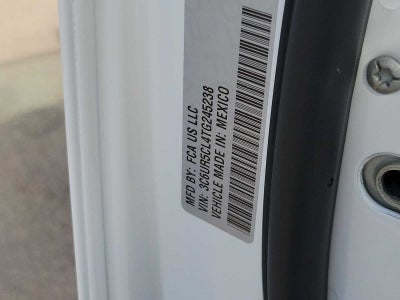 MFD BY: FCA US LLC
VIN: 3C6UR5CL4TG245238
VEHICLE MADE IN: MEXICO